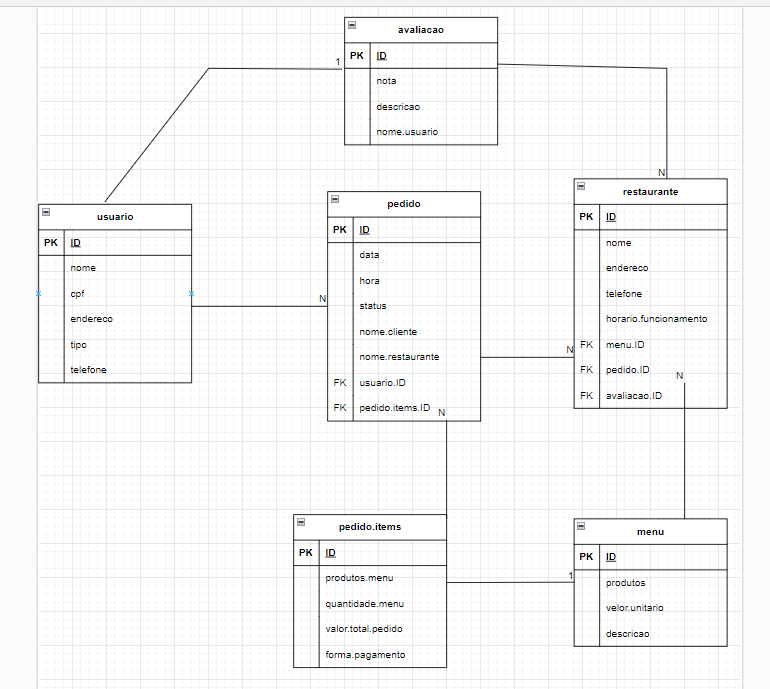 avaliacao
PK ID
nota
descricao
nome.usuario
1
N
usuario
PK ID
nome
cpf
endereco
tipo
telefone
pedido
PK ID
data
hora
status
nome.cliente
nome.restaurante
FK usuario.ID
FK pedido.items.ID
N
N
restaurante
PK ID
nome
endereco
telefone
horario.funcionamento
FK menu.ID
FK pedido.ID
FK avaliacao.ID
N
N
pedido.items
PK ID
produtos.menu
quantidade.menu
valor.total.pedido
forma.pagamento
1
menu
PK ID
produtos
velor.unitario
descricao